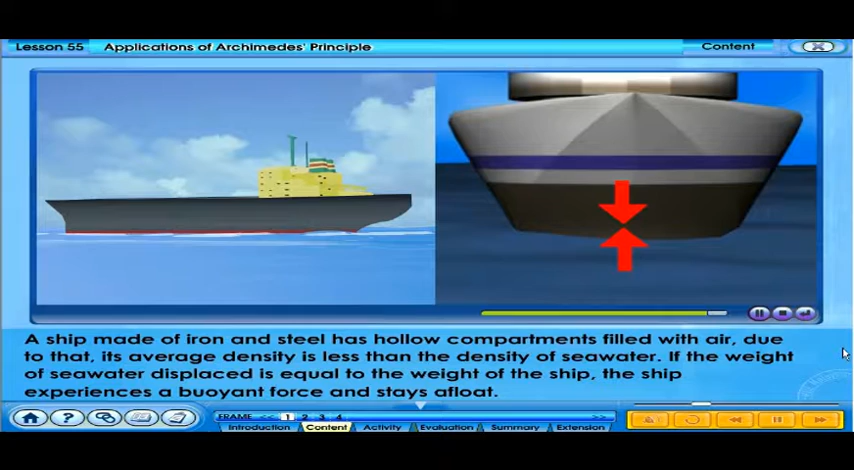 Lesson 55 Applications of Archimedes' Principle Content
A ship made of iron and steel has hollow compartments filled with air, due
to that, its average density is less than the density of seawater. If the weight
of seawater displaced is equal to the weight of the ship, the ship
experiences a buoyant force and stays afloat.
FRAME << 1 2 3 4 >>
Introduction Content Activity Evaluation Summary Extension